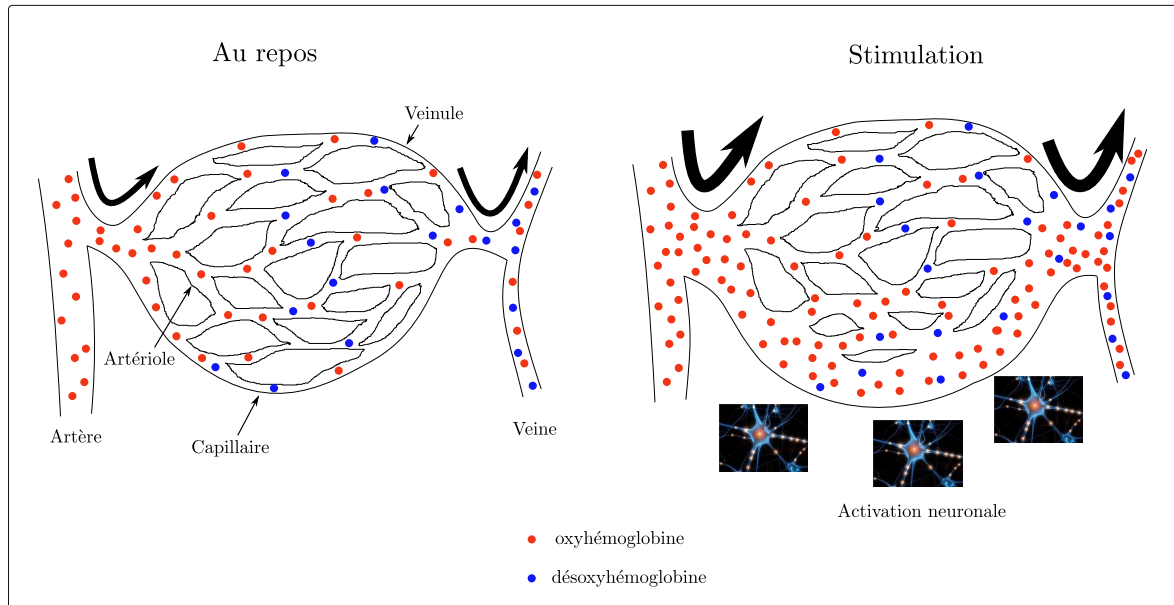 Au repos
Stimulation
Veinule
Artériole
Artère
Capillaire
Veine
Activation neuronale
oxyhémoglobine
désoxyhémoglobine